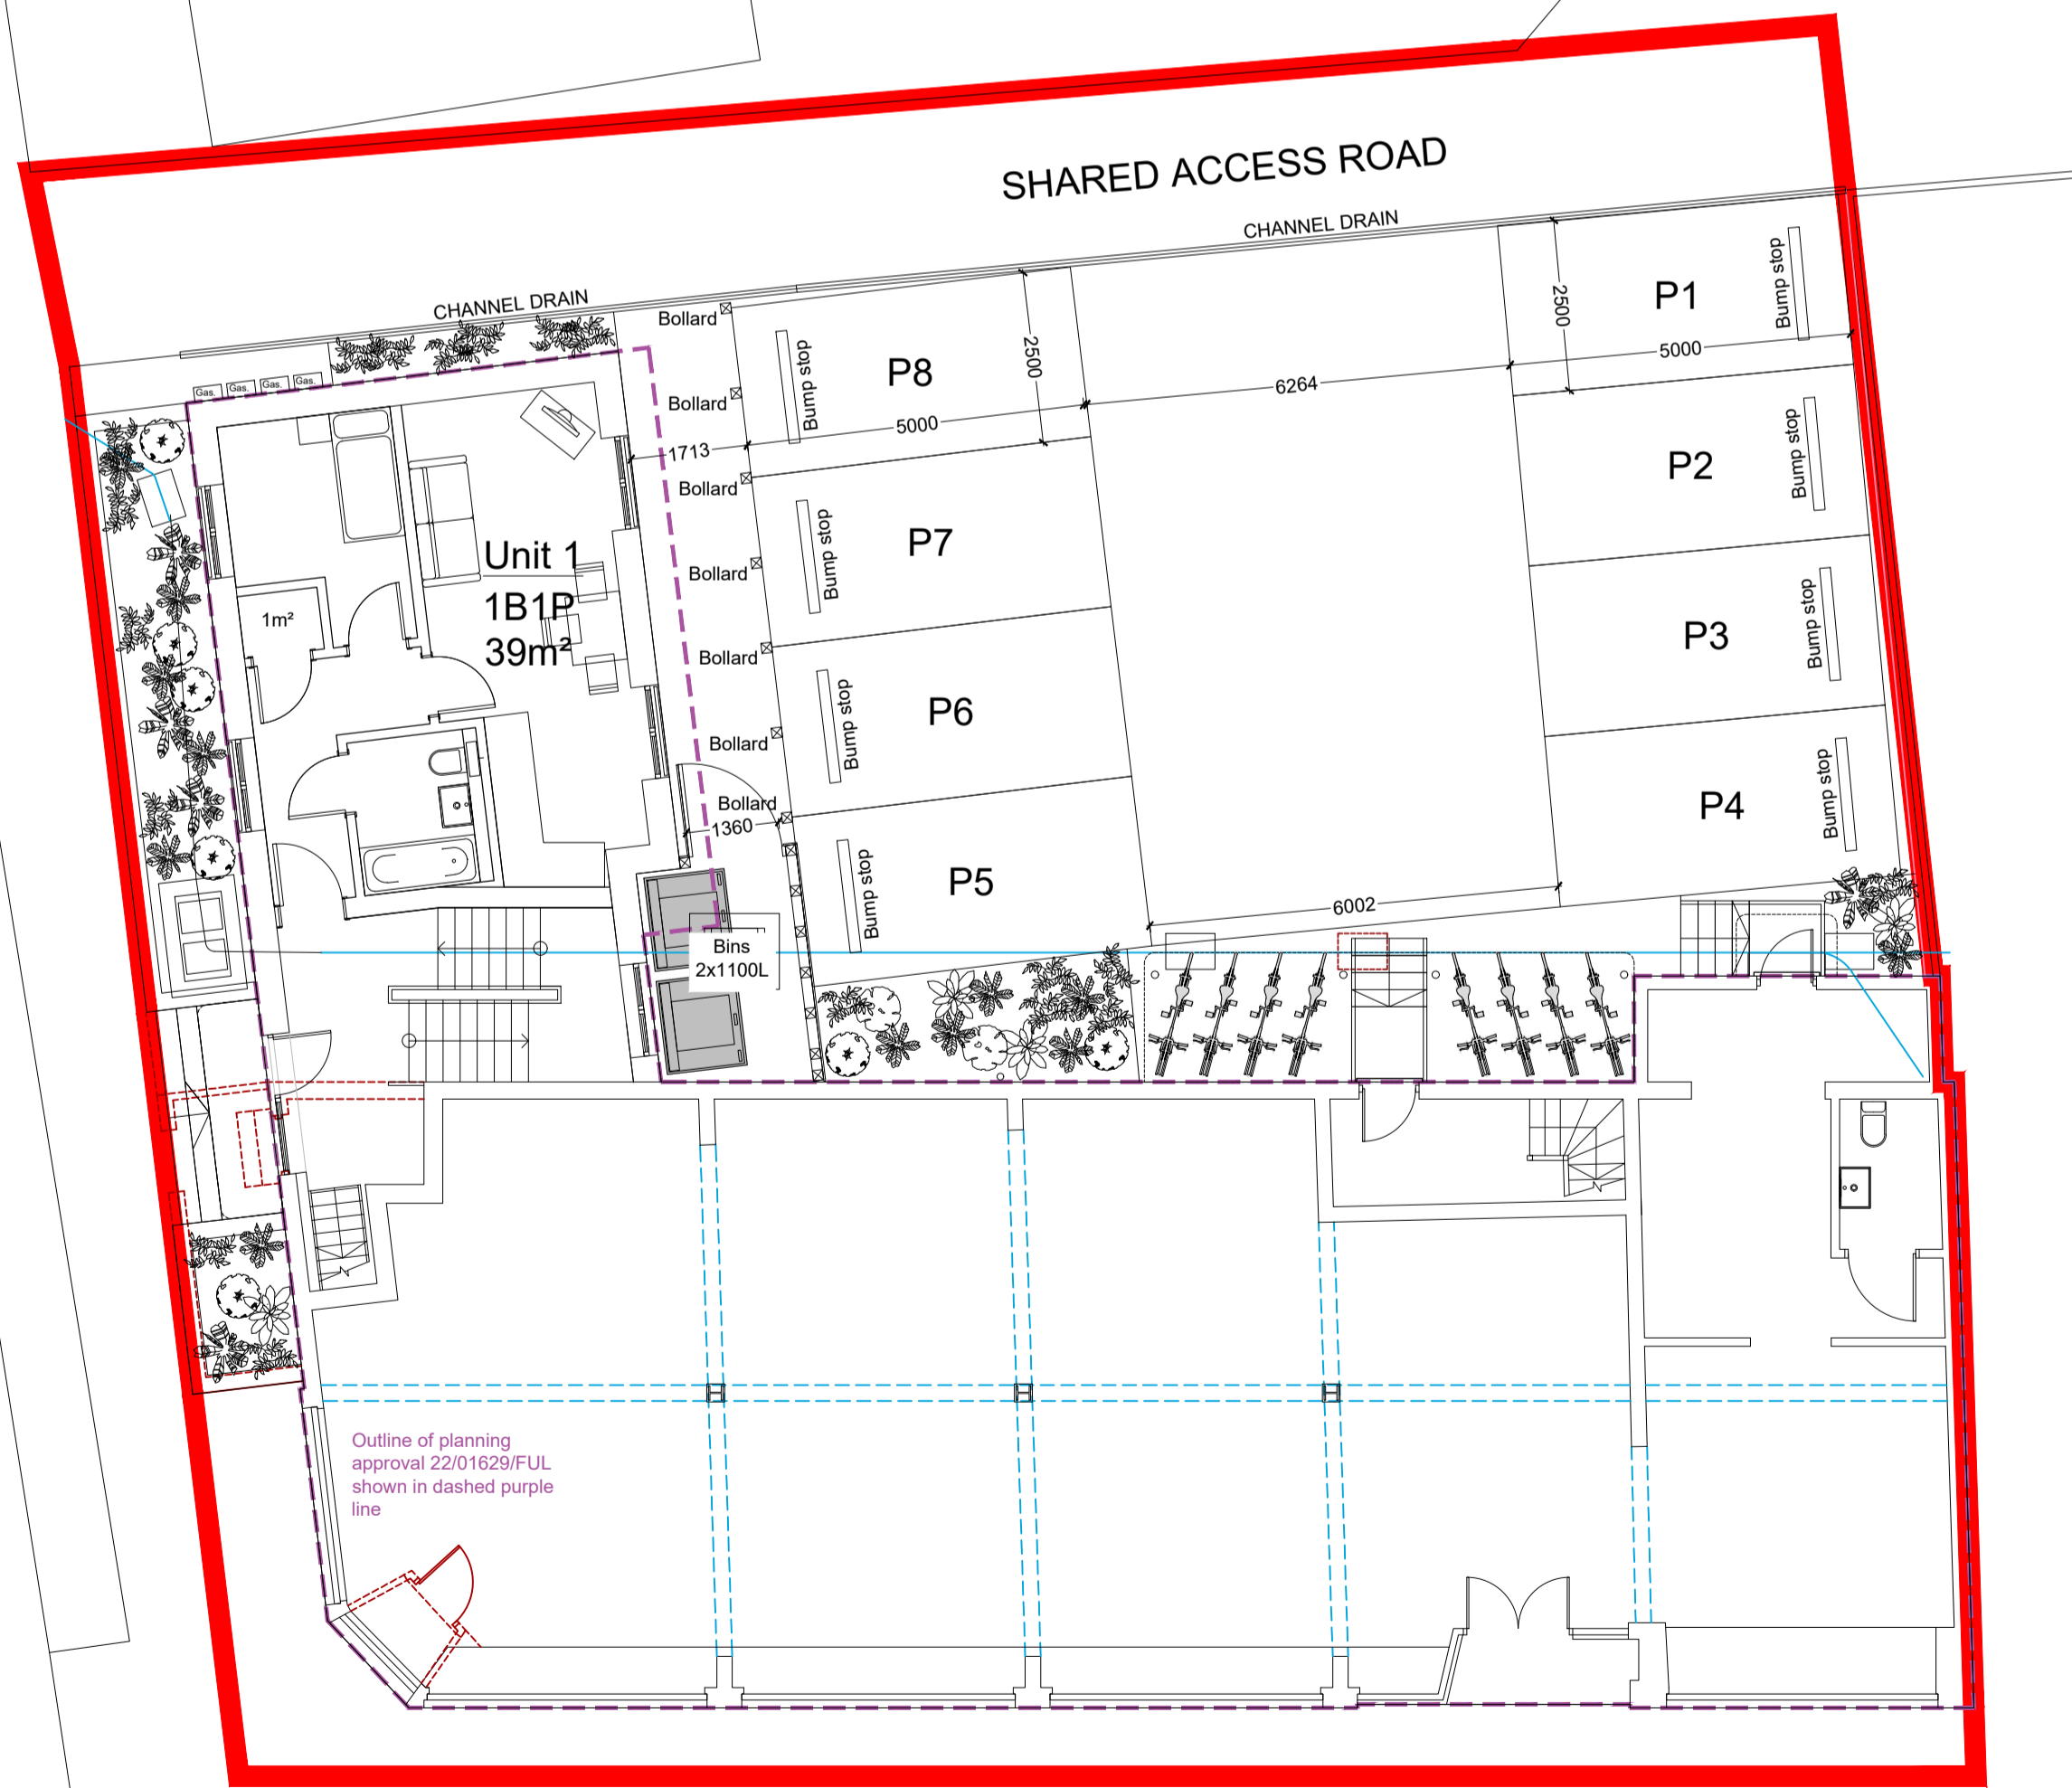 SHARED ACCESS ROAD
CHANNEL DRAIN
CHANNEL DRAIN
Bollard
P8
Bump stop
2500
5000
1713
6264
P1
Bump stop
2500
5000
Gas.
Gas.
Gas.
Gas.
Bollard
Bollard
P7
Bump stop
P2
Bump stop
Unit 1
1B1P
39m²
1m²
Bollard
Bollard
P6
Bump stop
P3
Bump stop
Bollard
Bollard
1360
P5
Bump stop
P4
Bump stop
6002
Bins
2x1100L
Outline of planning
approval 22/01629/FUL
shown in dashed purple
line